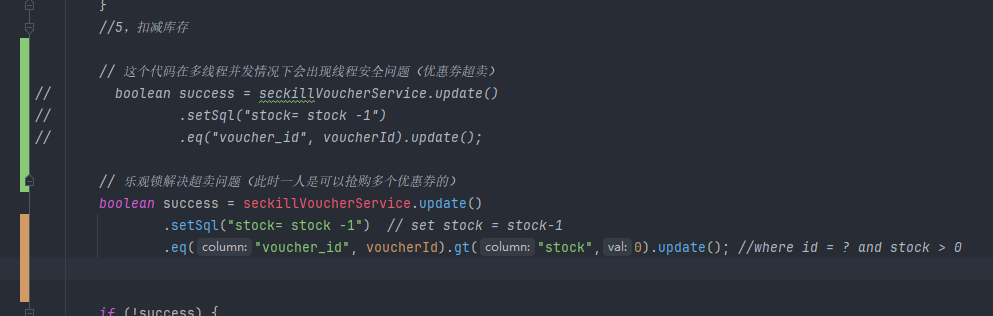 }
//5，扣减库存
// 这个代码在多线程并发情况下会出现线程安全问题（优惠券超卖）
// boolean success = seckillVoucherService.update()
// .setSql("stock= stock -1")
// .eq("voucher_id", voucherId).update();
// 乐观锁解决超卖问题（此时一人是可以抢购多个优惠券的）
boolean success = seckillVoucherService.update()
.setSql("stock= stock -1") // set stock = stock-1
.eq( column: "voucher_id", voucherId).gt( column: "stock", val: 0).update(); //where id = ? and stock > 0
if (!success) {